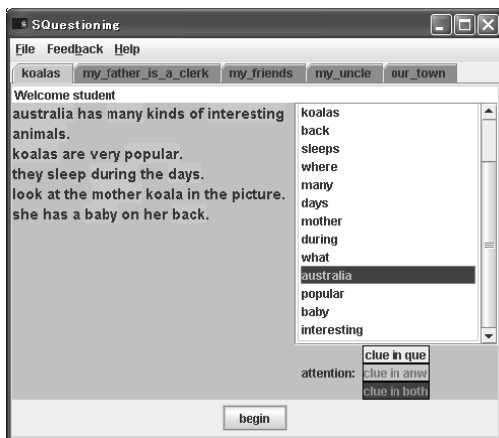 SQuestioning
File Feedback Help
koalas my_father_is_a_clerk my_friends my_uncle our_town
Welcome student
australia has many kinds of interesting
animals.
koalas are very popular.
they sleep during the days.
look at the mother koala in the picture.
she has a baby on her back.
koalas
back
sleeps
where
many
days
mother
during
what
australia
popular
baby
interesting
attention:
clue in que
clue in anw
clue in both
begin